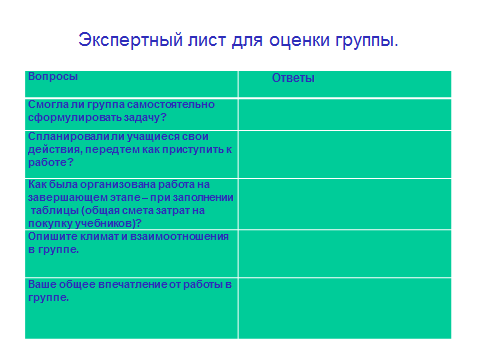 Экспертный лист для оценки группы.
Вопросы
Ответы
Смогла ли группа самостоятельно
сформулировать задачу?
Спланировали ли учащиеся свои
действия, перед тем как приступить к
работе?
Как была организована работа на
завершающем этапе – при заполнении
таблицы (общая смета затрат на
покупку учебников)?
Опишите климат и взаимоотношения
в группе.
Ваше общее впечатление от работы в
группе.